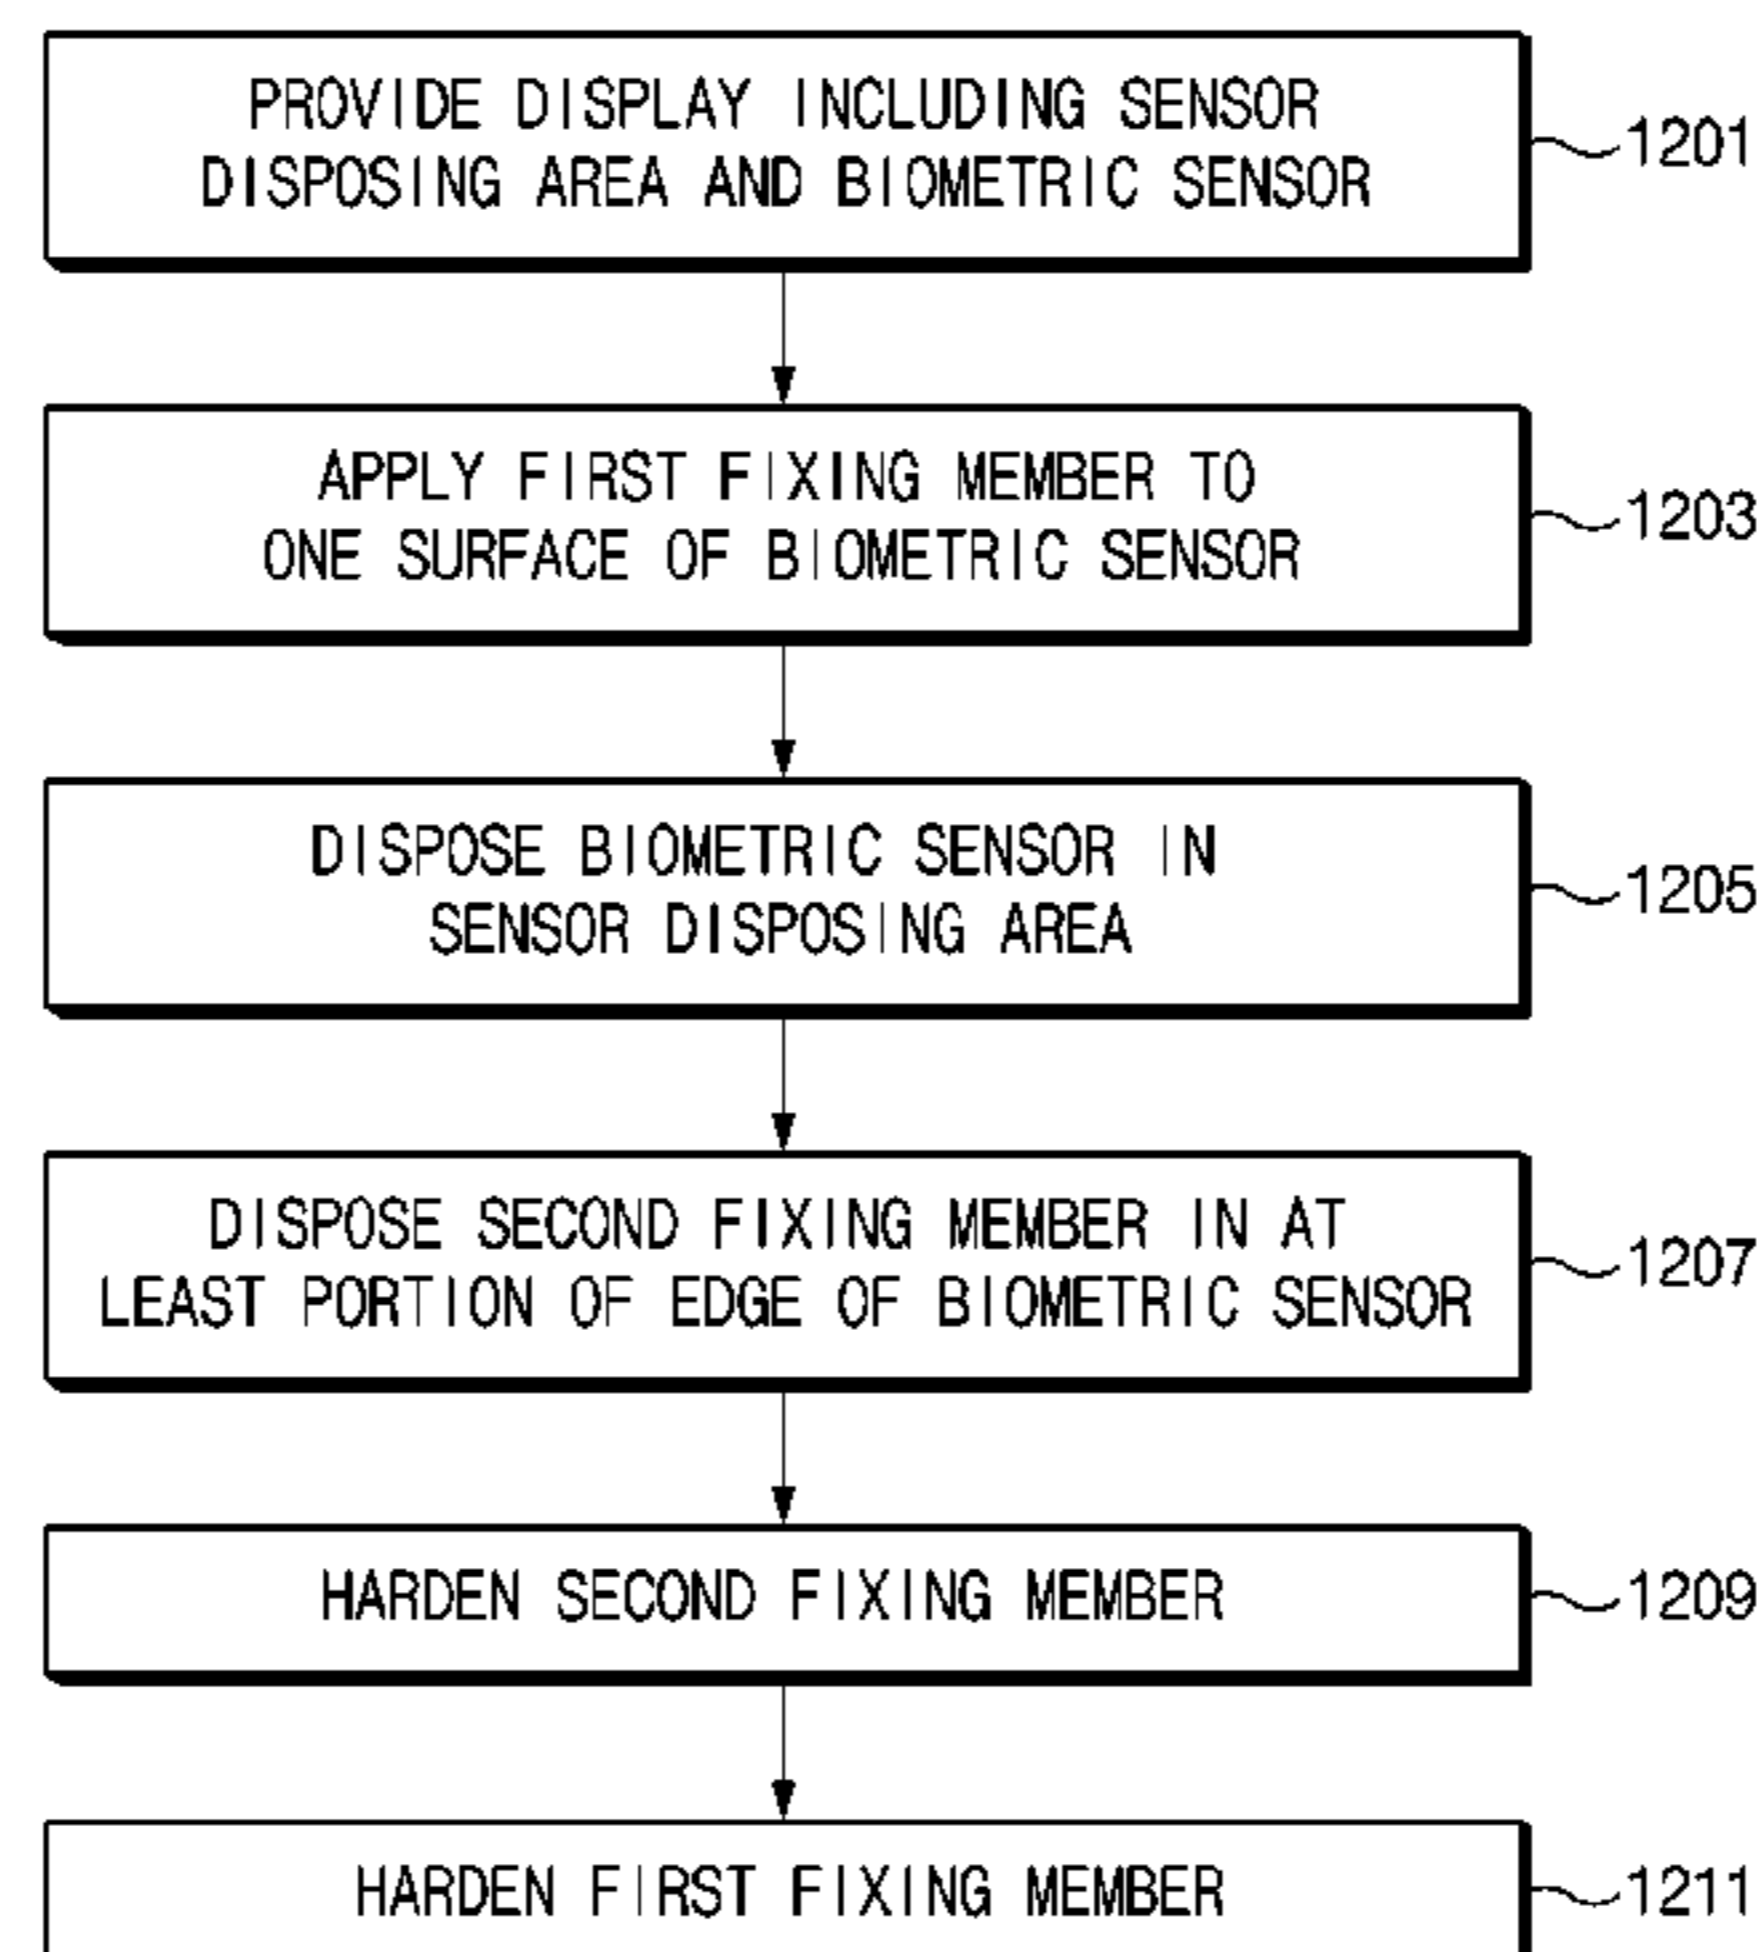 PROVIDE DISPLAY INCLUDING SENSOR
DISPOSING AREA AND BIOMETRIC SENSOR
1201
APPLY FIRST FIXING MEMBER TO
ONE SURFACE OF BIOMETRIC SENSOR
1203
DISPOSE BIOMETRIC SENSOR IN
SENSOR DISPOSING AREA
1205
DISPOSE SECOND FIXING MEMBER IN AT
LEAST PORTION OF EDGE OF BIOMETRIC SENSOR
1207
HARDEN SECOND FIXING MEMBER
1209
HARDEN FIRST FIXING MEMBER
1211